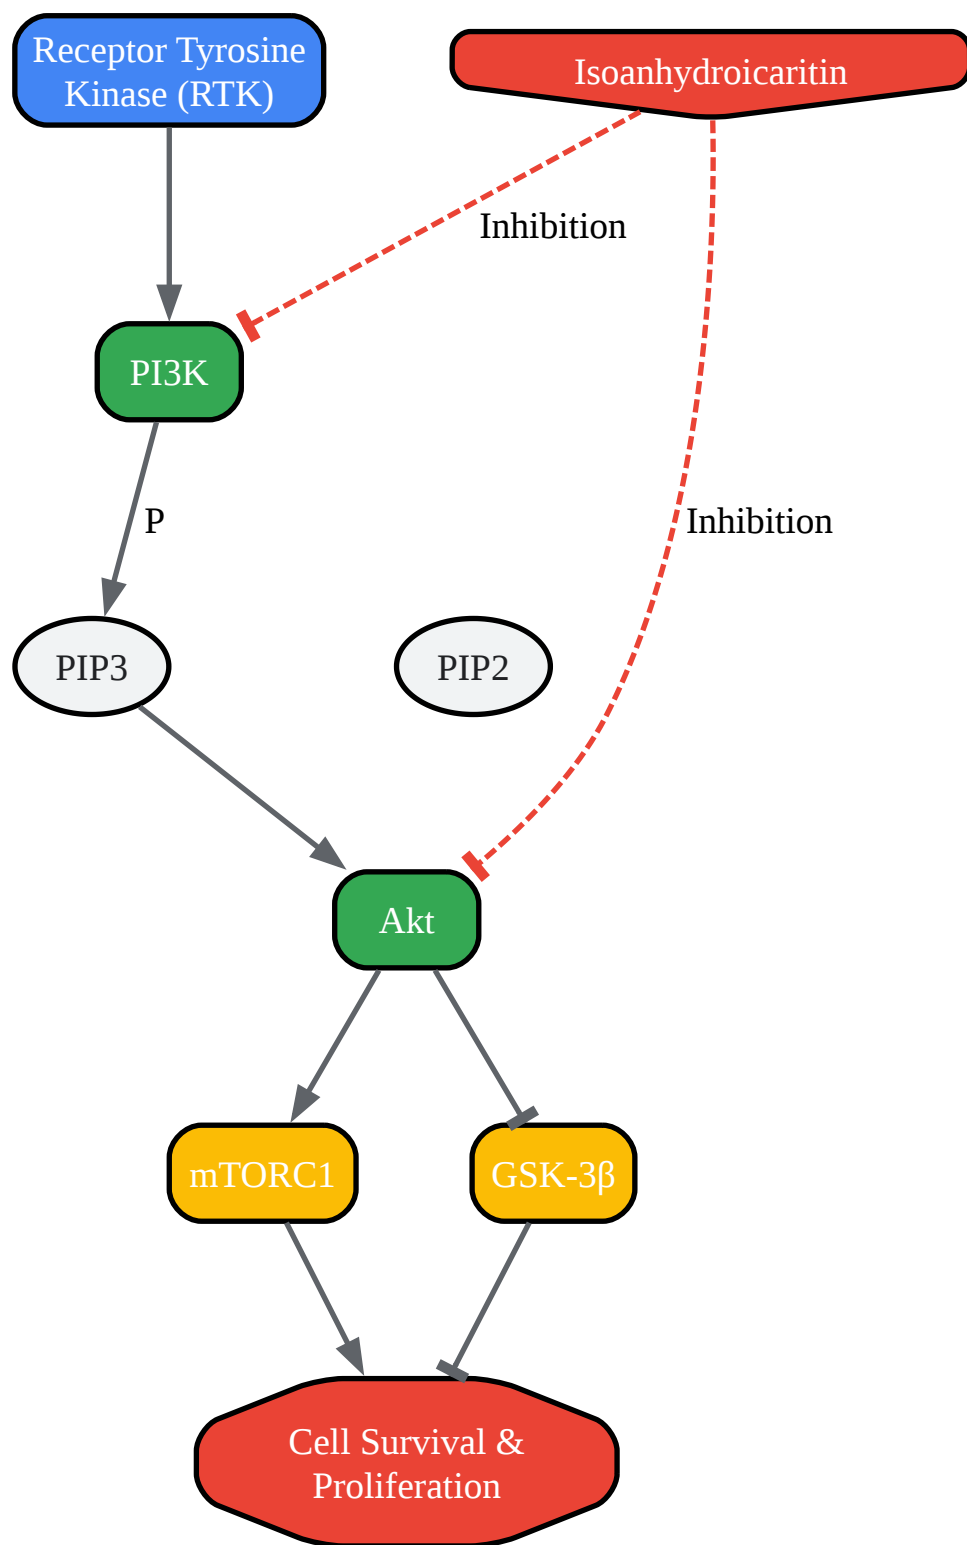 Receptor Tyrosine
Kinase (RTK)
Isoanhydroicaritin
Inhibition
PI3K
P
Inhibition
PIP3
PIP2
Akt
mTORC1
GSK-3β
Cell Survival &
Proliferation